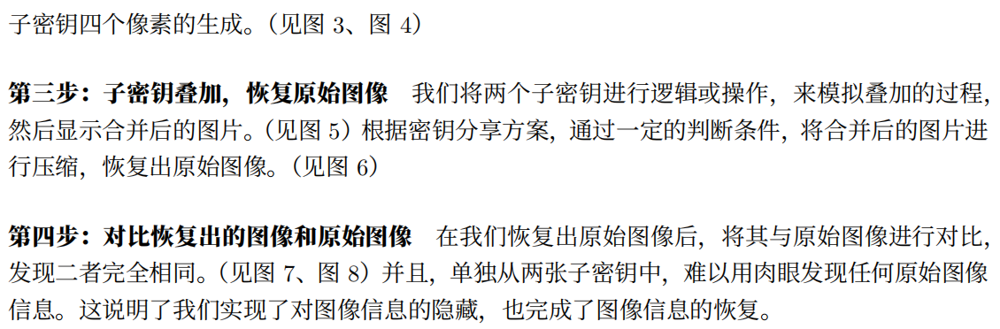 子密钥四个像素的生成。（见图 3、图 4）
第三步：子密钥叠加，恢复原始图像 我们将两个子密钥进行逻辑或操作，来模拟叠加的过程，
然后显示合并后的图片。（见图 5）根据密钥分享方案，通过一定的判断条件，将合并后的图片进
行压缩，恢复出原始图像。（见图 6）
第四步：对比恢复出的图像和原始图像 在我们恢复出原始图像后，将其与原始图像进行对比，
发现二者完全相同。（见图 7、图 8）并且，单独从两张子密钥中，难以用肉眼发现任何原始图像
信息。这说明了我们实现了对图像信息的隐藏，也完成了图像信息的恢复。